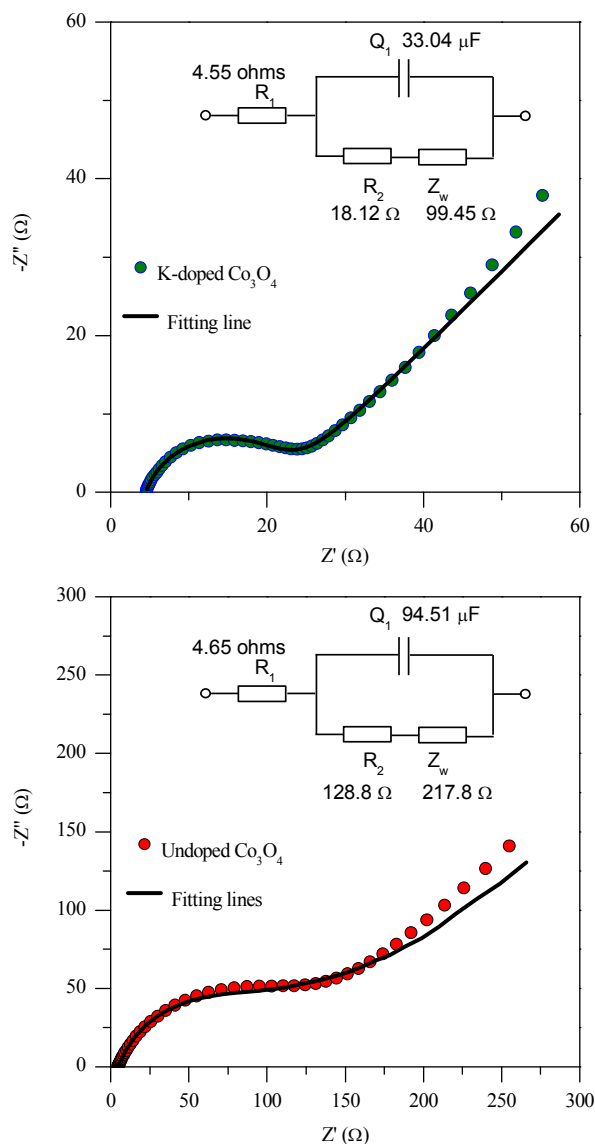 60
40
20
0
-Z'' (Ω)
Q1 33.04 μF
4.55 ohms
R1
R2 Zw
18.12 Ω 99.45 Ω
K-doped Co3O4
Fitting line
0 20 40 60
Z' (Ω)
300
250
200
150
100
50
0
-Z'' (Ω)
Q1 94.51 μF
4.65 ohms
R1
R2 Zw
128.8 Ω 217.8 Ω
Undoped Co3O4
Fitting lines
0 50 100 150 200 250 300
Z' (Ω)